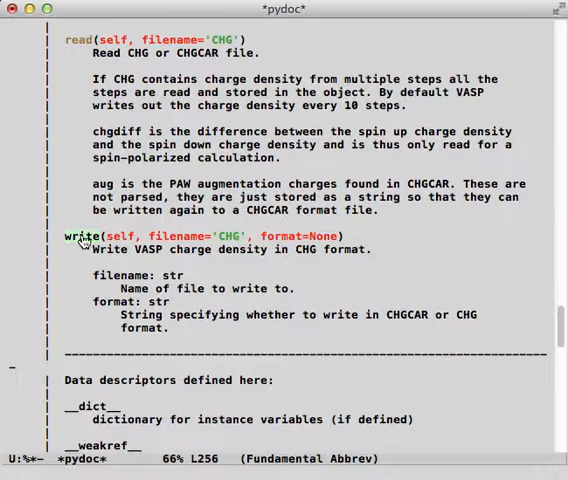 *pydoc*
read(self, filename='CHG')
Read CHG or CHGCAR file.
If CHG contains charge density from multiple steps all the
steps are read and stored in the object. By default VASP
writes out the charge density every 10 steps.
chgdiff is the difference between the spin up charge density
and the spin down charge density and is thus only read for a
spin-polarized calculation.
aug is the PAW augmentation charges found in CHGCAR. These are
not parsed, they are just stored as a string so that they can
be written again to a CHGCAR format file.
write(self, filename='CHG', format=None)
Write VASP charge density in CHG format.
filename: str
Name of file to write to.
format: str
String specifying whether to write in CHGCAR or CHG
format.
Data descriptors defined here:
__dict__
dictionary for instance variables (if defined)
__weakref__
U:%*- *pydoc* 66% L256 (Fundamental Abbrev)